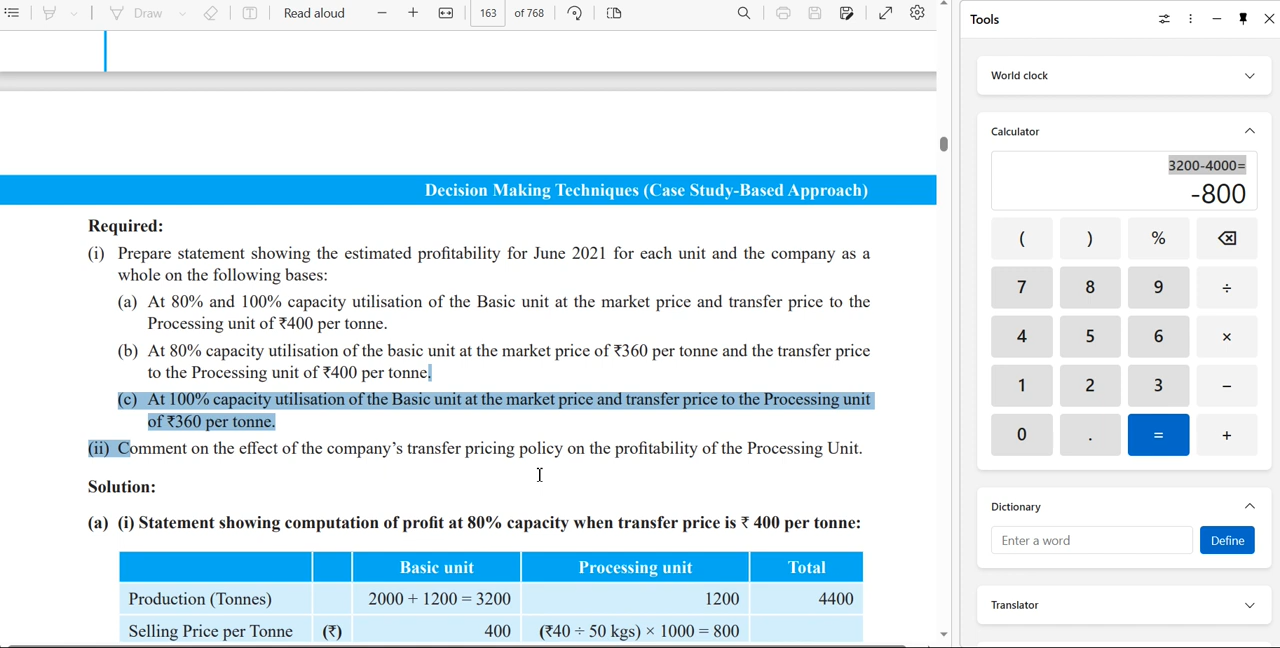 Draw
Read aloud
163 of 768
Tools
World clock
Calculator
3200-4000=
-800
( ) %
7 8 9 ÷
4 5 6 ×
1 2 3 −
0 . = +
Dictionary
Enter a word
Define
Translator
Decision Making Techniques (Case Study-Based Approach)
Required:
(i) Prepare statement showing the estimated profitability for June 2021 for each unit and the company as a
whole on the following bases:
(a) At 80% and 100% capacity utilisation of the Basic unit at the market price and transfer price to the
Processing unit of ₹400 per tonne.
(b) At 80% capacity utilisation of the basic unit at the market price of ₹360 per tonne and the transfer price
to the Processing unit of ₹400 per tonne.
(c) At 100% capacity utilisation of the Basic unit at the market price and transfer price to the Processing unit
of ₹360 per tonne.
(ii) Comment on the effect of the company's transfer pricing policy on the profitability of the Processing Unit.
Solution:
(a) (i) Statement showing computation of profit at 80% capacity when transfer price is ₹ 400 per tonne:
Basic unit Processing unit Total
Production (Tonnes) 2000 + 1200 = 3200 1200 4400
Selling Price per Tonne (₹) 400 (₹40 ÷ 50 kgs) × 1000 = 800